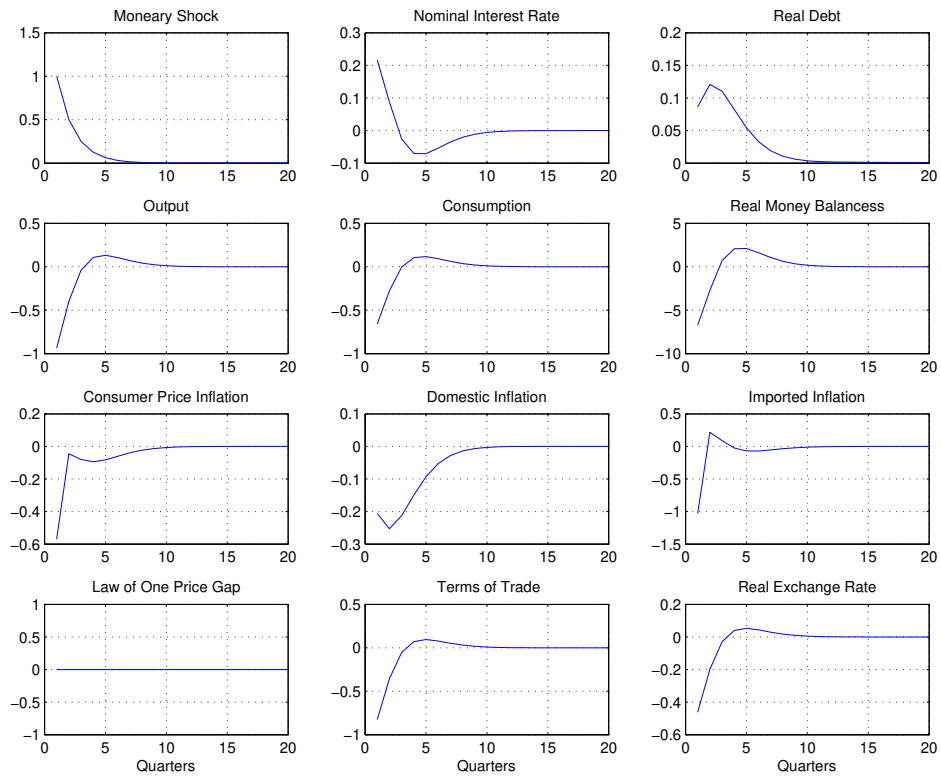 Moneary Shock
1.5
1
0.5
0
0 5 10 15 20
Nominal Interest Rate
0.3
0.2
0.1
0
−0.1
0 5 10 15 20
Real Debt
0.2
0.15
0.1
0.05
0
0 5 10 15 20
Output
0.5
0
−0.5
−1
0 5 10 15 20
Consumption
0.5
0
−0.5
−1
0 5 10 15 20
Real Money Balancess
5
0
−5
−10
0 5 10 15 20
Consumer Price Inflation
0.2
0
−0.2
−0.4
−0.6
0 5 10 15 20
Domestic Inflation
0.1
0
−0.1
−0.2
−0.3
0 5 10 15 20
Imported Inflation
0.5
0
−0.5
−1
−1.5
0 5 10 15 20
Law of One Price Gap
1
0.5
0
−0.5
−1
0 5 10 15 20
Quarters
Terms of Trade
0.5
0
−0.5
−1
0 5 10 15 20
Quarters
Real Exchange Rate
0.2
0
−0.2
−0.4
−0.6
0 5 10 15 20
Quarters